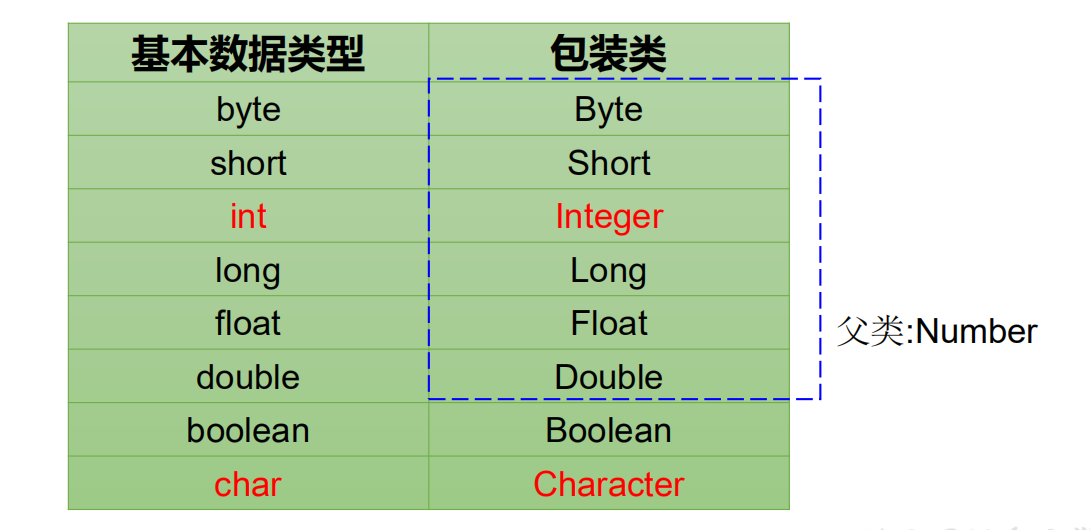 基本数据类型 包装类
byte Byte
short Short
int Integer
long Long
float Float
父类:Number
double Double
boolean Boolean
char Character